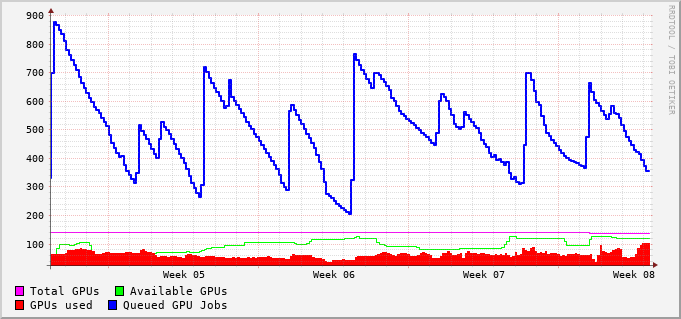 RRDTOOL / TOBI OETIKER
900
800
700
600
500
400
300
200
100
Week 05 Week 06 Week 07 Week 08
Total GPUs Available GPUs
GPUs used Queued GPU Jobs